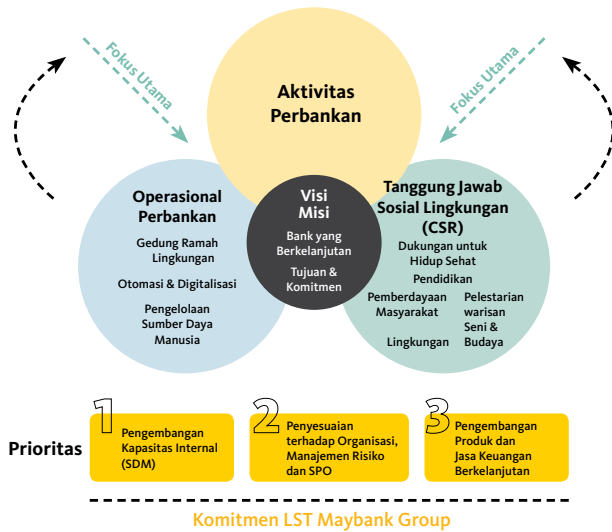 Fokus Utama
Fokus Utama
Aktivitas
Perbankan
Operasional
Perbankan
Gedung Ramah
Lingkungan
Otomasi & Digitalisasi
Pengelolaan
Sumber Daya
Manusia
Visi
Misi
Bank yang
Berkelanjutan
Tujuan &
Komitmen
Tanggung Jawab
Sosial Lingkungan
(CSR)
Dukungan untuk
Hidup Sehat
Pendidikan
Pemberdayaan
Masyarakat
Pelestarian
warisan
Seni &
Budaya
Lingkungan
Prioritas
1
Pengembangan
Kapasitas Internal
(SDM)
2
Penyesuaian
terhadap Organisasi,
Manajemen Risiko
dan SPO
3
Pengembangan
Produk dan
Jasa Keuangan
Berkelanjutan
Komitmen LST Maybank Group